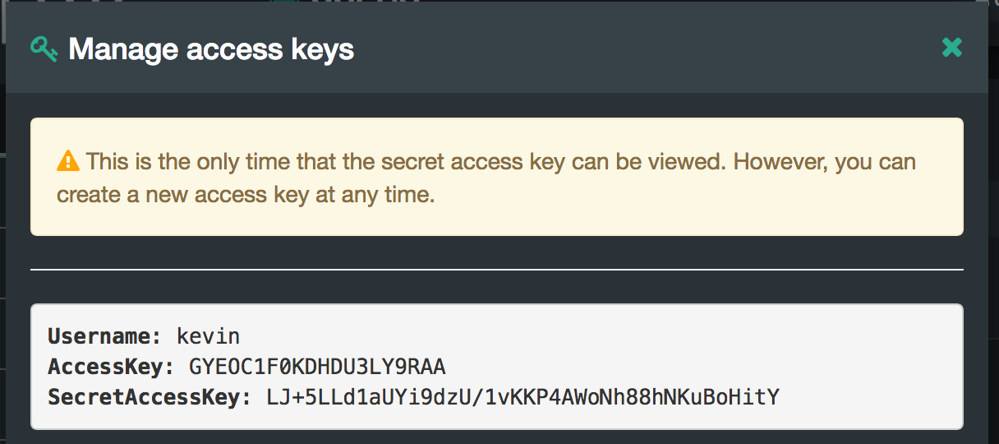 Manage access keys
This is the only time that the secret access key can be viewed. However, you can
create a new access key at any time.
Username: kevin
AccessKey: GYEOC1F0KDHDU3LY9RAA
SecretAccessKey: LJ+5LLd1aUYi9dzU/1vKKP4AWoNh88hNKuBoHitY